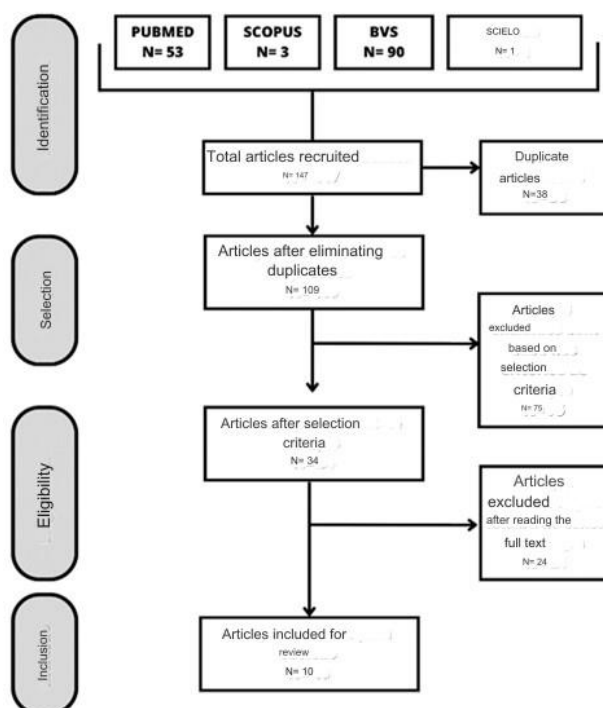 PUBMED
N= 53
SCOPUS
N= 3
BVS
N= 90
SCIELO
N= 1
Identification
Total articles recruited
N= 147
Duplicate
articles
N=38
Selection
Articles after eliminating
duplicates
N= 109
Articles
excluded
based on
selection
criteria
N= 75
Eligibility
Articles after selection
criteria
N= 34
Articles
excluded
after reading the
full text
N= 24
Inclusion
Articles included for
review
N= 10